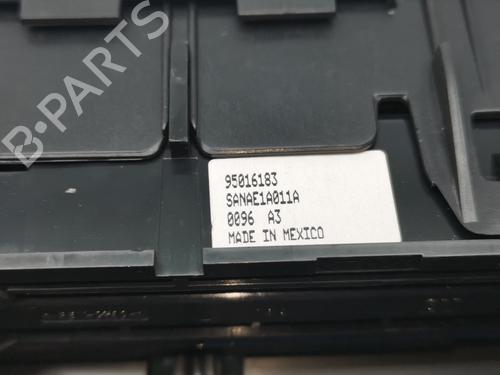 B-PARTS
95016183
SANAE1A011A
0096 A3
MADE IN MEXICO